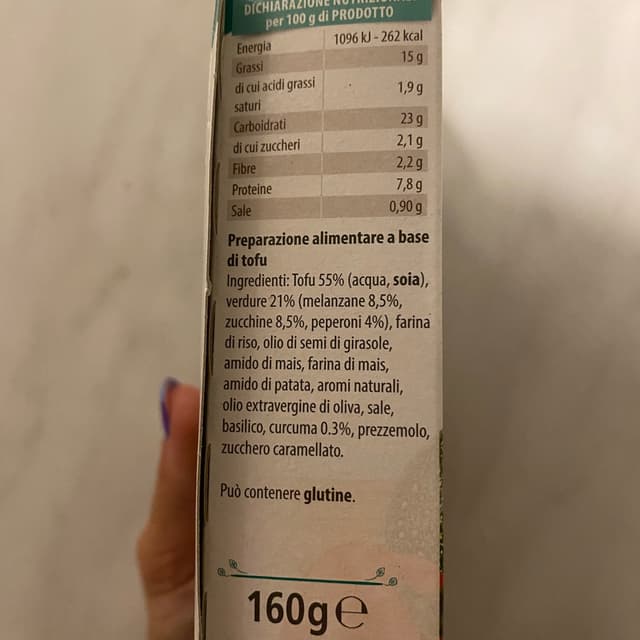 DICHIARAZIONE
per 100 g di PRODOTTO
Energia 1096 kJ - 262 kcal
Grassi 15 g
di cui acidi grassi saturi 1,9 g
Carboidrati 23 g
di cui zuccheri 2,1 g
Fibre 2,2 g
Proteine 7,8 g
Sale 0,90 g
Preparazione alimentare a base
di tofu
Ingredienti: Tofu 55% (acqua, soia),
verdure 21% (melanzane 8,5%,
zucchine 8,5%, peperoni 4%), farina
di riso, olio di semi di girasole,
amido di mais, farina di mais,
amido di patata, aromi naturali,
olio extravergine di oliva, sale,
basilico, curcuma 0.3%, prezzemolo,
zucchero caramellato.
Può contenere glutine.
160g e